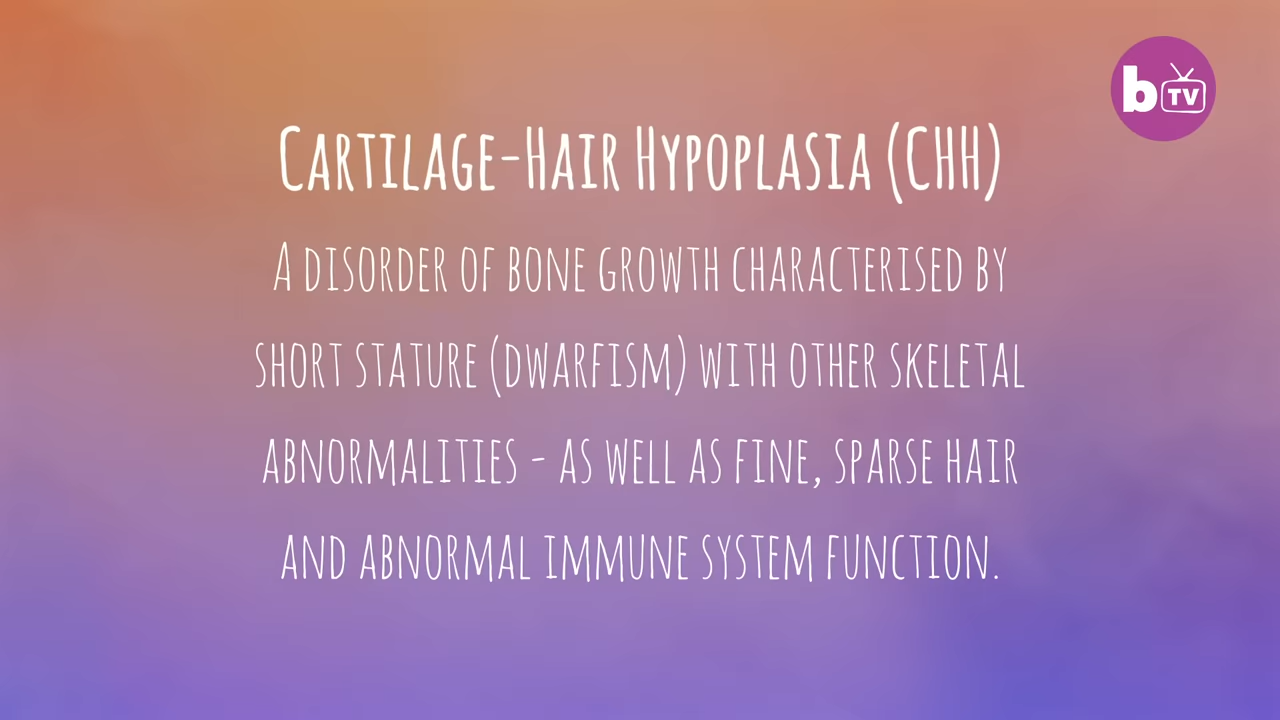 b TV
Cartilage-Hair Hypoplasia (CHH)
A disorder of bone growth characterised by
short stature (dwarfism) with other skeletal
abnormalities - as well as fine, sparse hair
and abnormal immune system function.